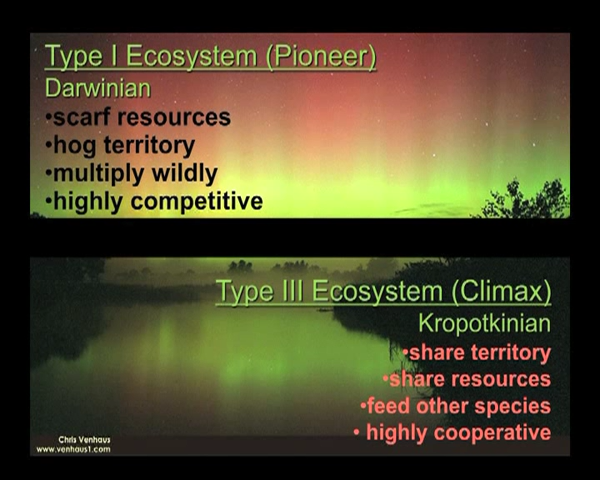 Type I Ecosystem (Pioneer)
Darwinian
•scarf resources
•hog territory
•multiply wildly
•highly competitive
Type III Ecosystem (Climax)
Kropotkinian
•share territory
•share resources
•feed other species
• highly cooperative
Chris Venhaus
www.venhaus1.com